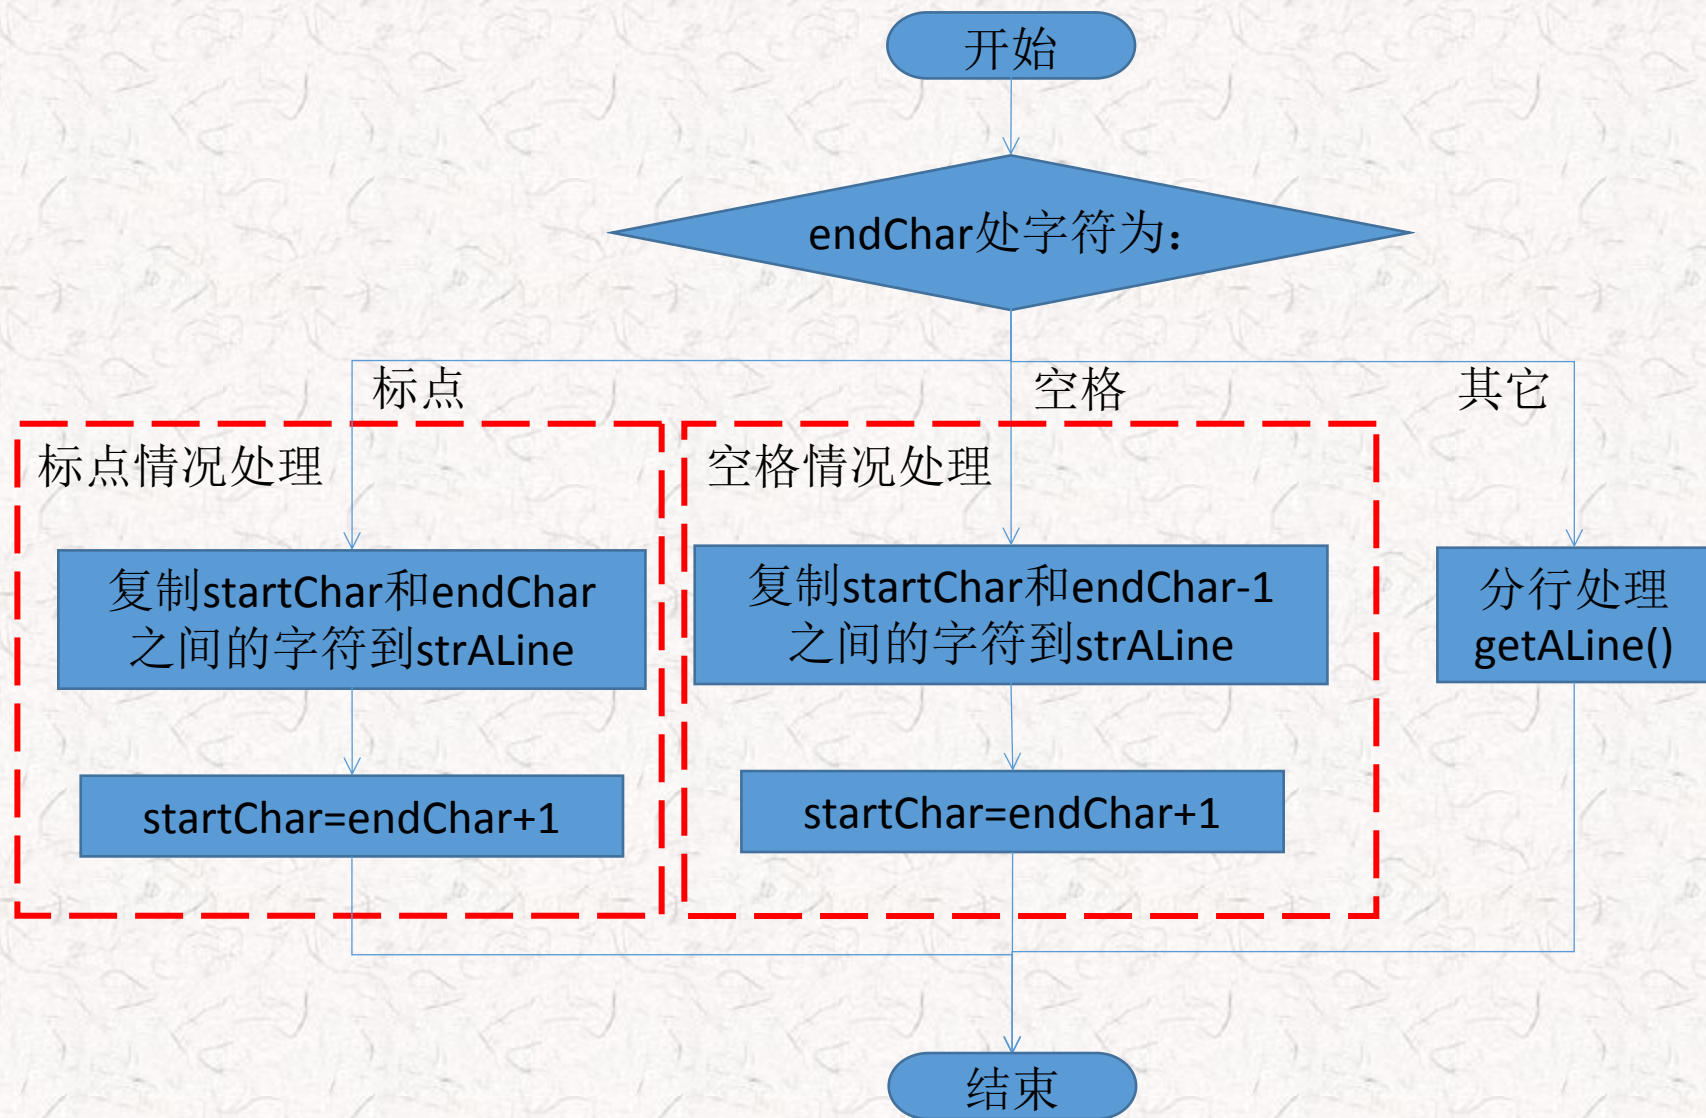 开始
endChar处字符为：
标点
空格
其它
标点情况处理
复制startChar和endChar
之间的字符到strALine
startChar=endChar+1
空格情况处理
复制startChar和endChar-1
之间的字符到strALine
startChar=endChar+1
分行处理
getALine()
结束